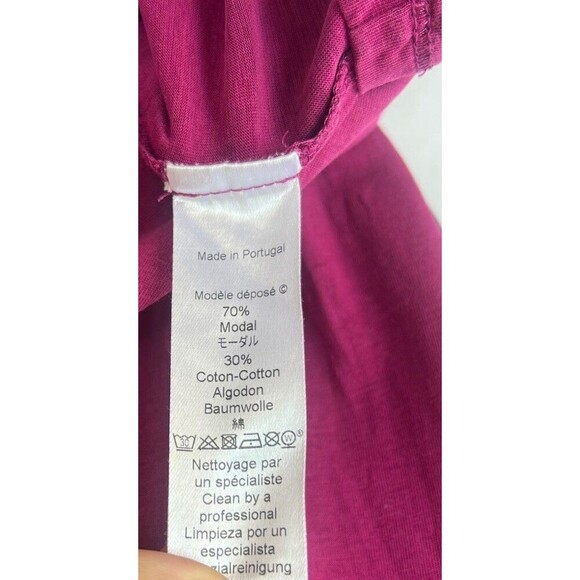 Made in Portugal
Modèle déposé ©
70%
Modal
モーダル
30%
Coton-Cotton
Algodon
Baumwolle
綿
30 W ®
Nettoyage par
un spécialiste
Clean by a
professional
Limpieza por un
especialista